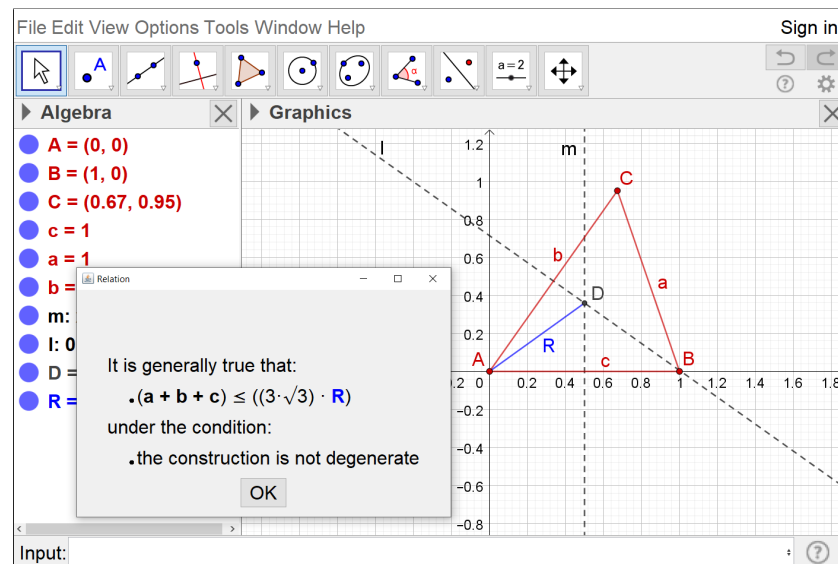 File Edit View Options Tools Window Help
Sign in
A
α
a = 2
Algebra
Graphics
A = (0, 0)
B = (1, 0)
C = (0.67, 0.95)
c = 1
a = 1
b =
m:
l: 0
D =
R =
Relation
It is generally true that:
•(a + b + c) ≤ ((3·√3) · R)
under the condition:
•the construction is not degenerate
OK
l
m
C
b
a
D
R
A
c
B
1.2
1
0.8
0.6
0.4
0.2
.2 0 0.2 0.4 0.6 0.8 1 1.2 1.4 1.6 1.8
−0.2
−0.4
−0.6
−0.8
Input: